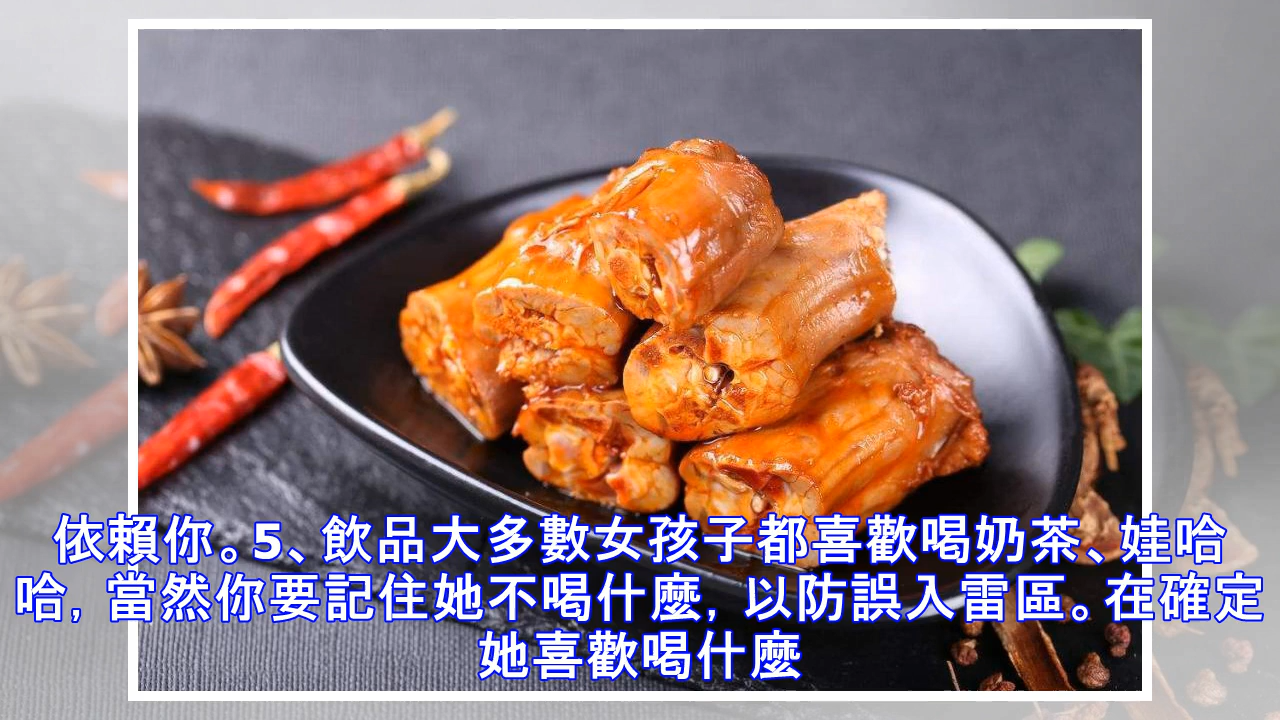 依賴你。5、飲品大多數女孩子都喜歡喝奶茶、娃哈
哈,當然你要記住她不喝什麼,以防誤入雷區。在確定
她喜歡喝什麼